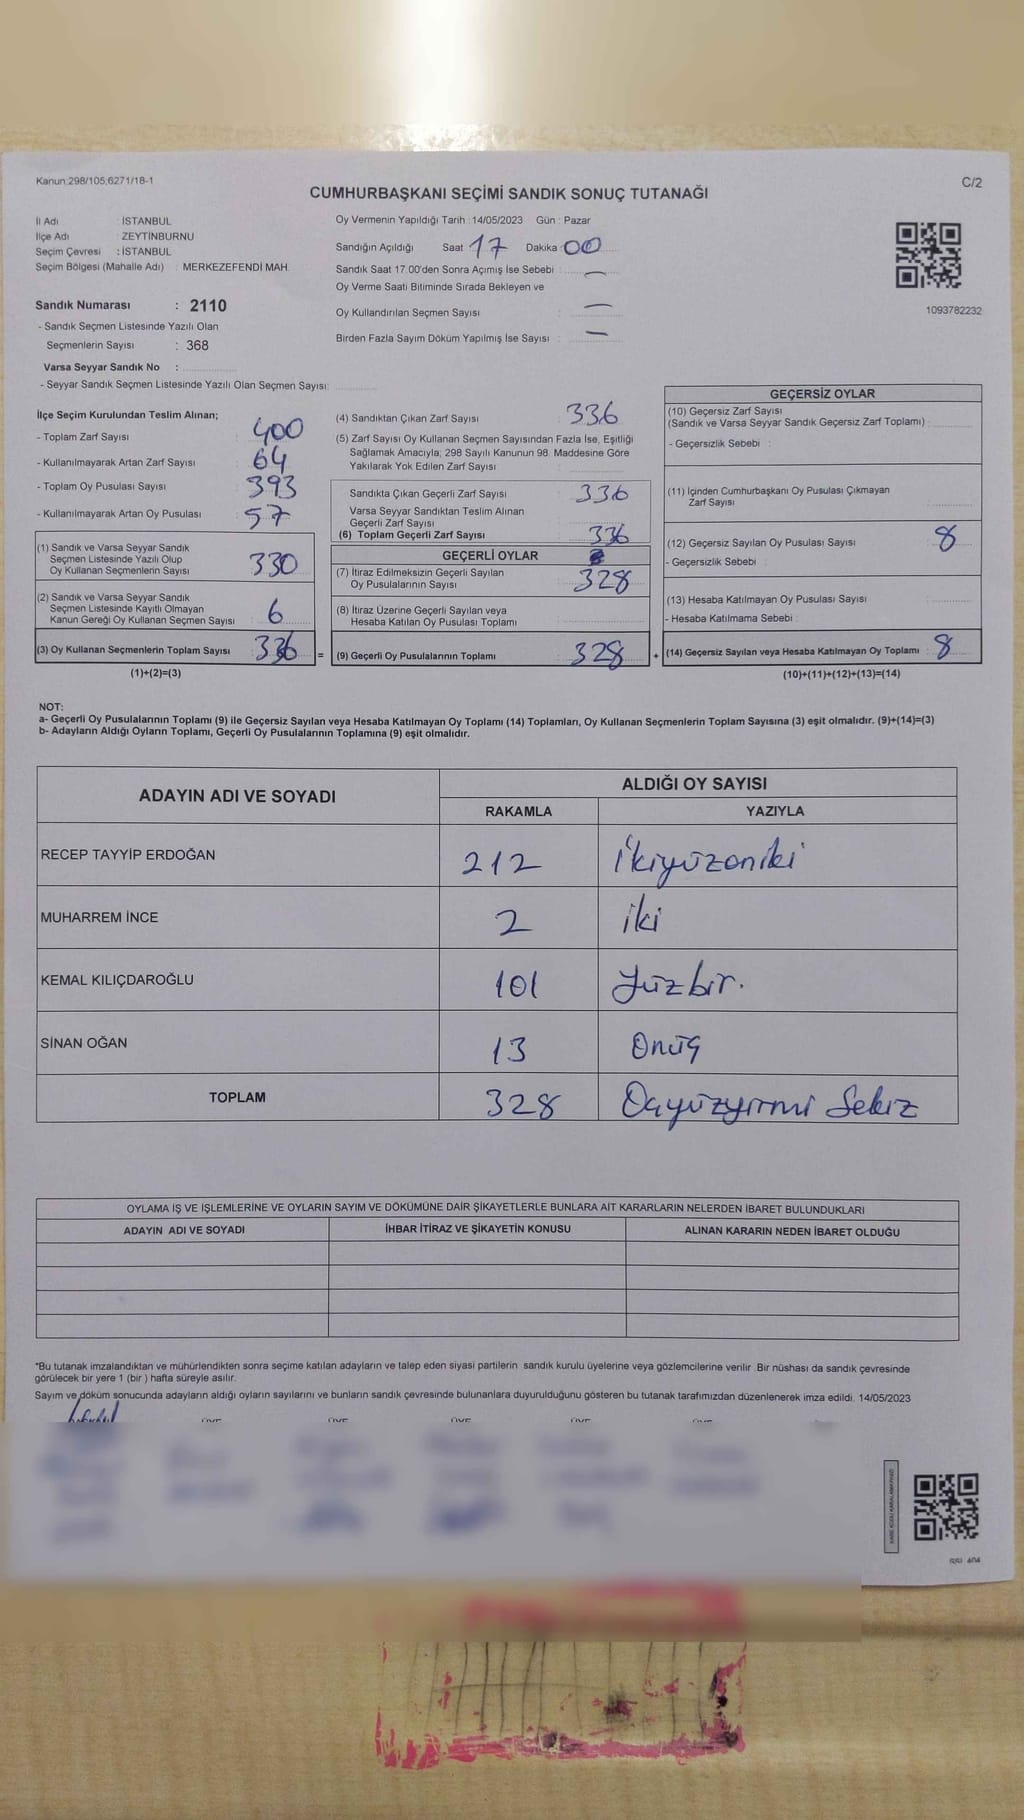 Kanun:298/105;6271/18-1
C/2
CUMHURBAŞKANI SEÇİMİ SANDIK SONUÇ TUTANAĞI
İl Adı : İSTANBUL
İlçe Adı : ZEYTİNBURNU
Seçim Çevresi : İSTANBUL
Seçim Bölgesi (Mahalle Adı) : MERKEZEFENDİ MAH.
Sandık Numarası : 2110
- Sandık Seçmen Listesinde Yazılı Olan
Seçmenlerin Sayısı : 368
Varsa Seyyar Sandık No :
- Seyyar Sandık Seçmen Listesinde Yazılı Olan Seçmen Sayısı:
Oy Vermenin Yapıldığı Tarih :14/05/2023 Gün : Pazar
Sandığın Açıldığı Saat 17 Dakika 00
Sandık Saat 17.00'den Sonra Açımış İse Sebebi : —
Oy Verme Saati Bitiminde Sırada Bekleyen ve
Oy Kullandırılan Seçmen Sayısı : —
Birden Fazla Sayım Döküm Yapılmış İse Sayısı : —
1093782232
İlçe Seçim Kurulundan Teslim Alınan;
- Toplam Zarf Sayısı : 400
- Kullanılmayarak Artan Zarf Sayısı : 64
- Toplam Oy Pusulası Sayısı : 393
- Kullanılmayarak Artan Oy Pusulası : 57
(1) Sandık ve Varsa Seyyar Sandık
Seçmen Listesinde Yazılı Olup
Oy Kullanan Seçmenlerin Sayısı : 330
(2) Sandık ve Varsa Seyyar Sandık
Seçmen Listesinde Kayıtlı Olmayan
Kanun Gereği Oy Kullanan Seçmen Sayısı : 6
(3) Oy Kullanan Seçmenlerin Toplam Sayısı : 336
(1)+(2)=(3)
(4) Sandıktan Çıkan Zarf Sayısı : 336
(5) Zarf Sayısı Oy Kullanan Seçmen Sayısından Fazla İse, Eşitliği
Sağlamak Amacıyla; 298 Sayılı Kanunun 98. Maddesine Göre
Yakılarak Yok Edilen Zarf Sayısı :
Sandıkta Çıkan Geçerli Zarf Sayısı : 336
Varsa Seyyar Sandıktan Teslim Alınan
Geçerli Zarf Sayısı :
(6) Toplam Geçerli Zarf Sayısı : 336
GEÇERLİ OYLAR
(7) İtiraz Edilmeksizin Geçerli Sayılan
Oy Pusulalarının Sayısı : 328
(8) İtiraz Üzerine Geçerli Sayılan veya
Hesaba Katılan Oy Pusulası Toplamı :
= (9) Geçerli Oy Pusulalarının Toplamı : 328 +
GEÇERSİZ OYLAR
(10) Geçersiz Zarf Sayısı
(Sandık ve Varsa Seyyar Sandık Geçersiz Zarf Toplamı) :
- Geçersizlik Sebebi :
(11) İçinden Cumhurbaşkanı Oy Pusulası Çıkmayan
Zarf Sayısı
(12) Geçersiz Sayılan Oy Pusulası Sayısı : 8
- Geçersizlik Sebebi :
(13) Hesaba Katılmayan Oy Pusulası Sayısı :
- Hesaba Katılmama Sebebi :
(14) Geçersiz Sayılan veya Hesaba Katılmayan Oy Toplamı : 8
(10)+(11)+(12)+(13)=(14)
NOT:
a- Geçerli Oy Pusulalarının Toplamı (9) ile Geçersiz Sayılan veya Hesaba Katılmayan Oy Toplamı (14) Toplamları, Oy Kullanan Seçmenlerin Toplam Sayısına (3) eşit olmalıdır. (9)+(14)=(3)
b- Adayların Aldığı Oyların Toplamı, Geçerli Oy Pusulalarının Toplamına (9) eşit olmalıdır.
ADAYIN ADI VE SOYADI ALDIĞI OY SAYISI
RAKAMLA YAZIYLA
RECEP TAYYİP ERDOĞAN 212 İkiyüzoniki
MUHARREM İNCE 2 iki
KEMAL KILIÇDAROĞLU 101 Yüzbir.
SİNAN OĞAN 13 Onüç
TOPLAM 328 Üçyüzyirmi Sekiz
OYLAMA İŞ VE İŞLEMLERİNE VE OYLARIN SAYIM VE DÖKÜMÜNE DAİR ŞİKAYETLERLE BUNLARA AİT KARARLARIN NELERDEN İBARET BULUNDUKLARI
ADAYIN ADI VE SOYADI İHBAR İTİRAZ VE ŞİKAYETİN KONUSU ALINAN KARARIN NEDEN İBARET OLDUĞU
*Bu tutanak imzalandıktan ve mühürlendikten sonra seçime katılan adayların ve talep eden siyasi partilerin sandık kurulu üyelerine veya gözlemcilerine verilir .Bir nüshası da sandık çevresinde
görülecek bir yere 1 (bir ) hafta süreyle asılır.
Sayım ve döküm sonucunda adayların aldığı oyların sayılarını ve bunların sandık çevresinde bulunanlara duyurulduğunu gösteren bu tutanak tarafımızdan düzenlenerek imza edildi. 14/05/2023